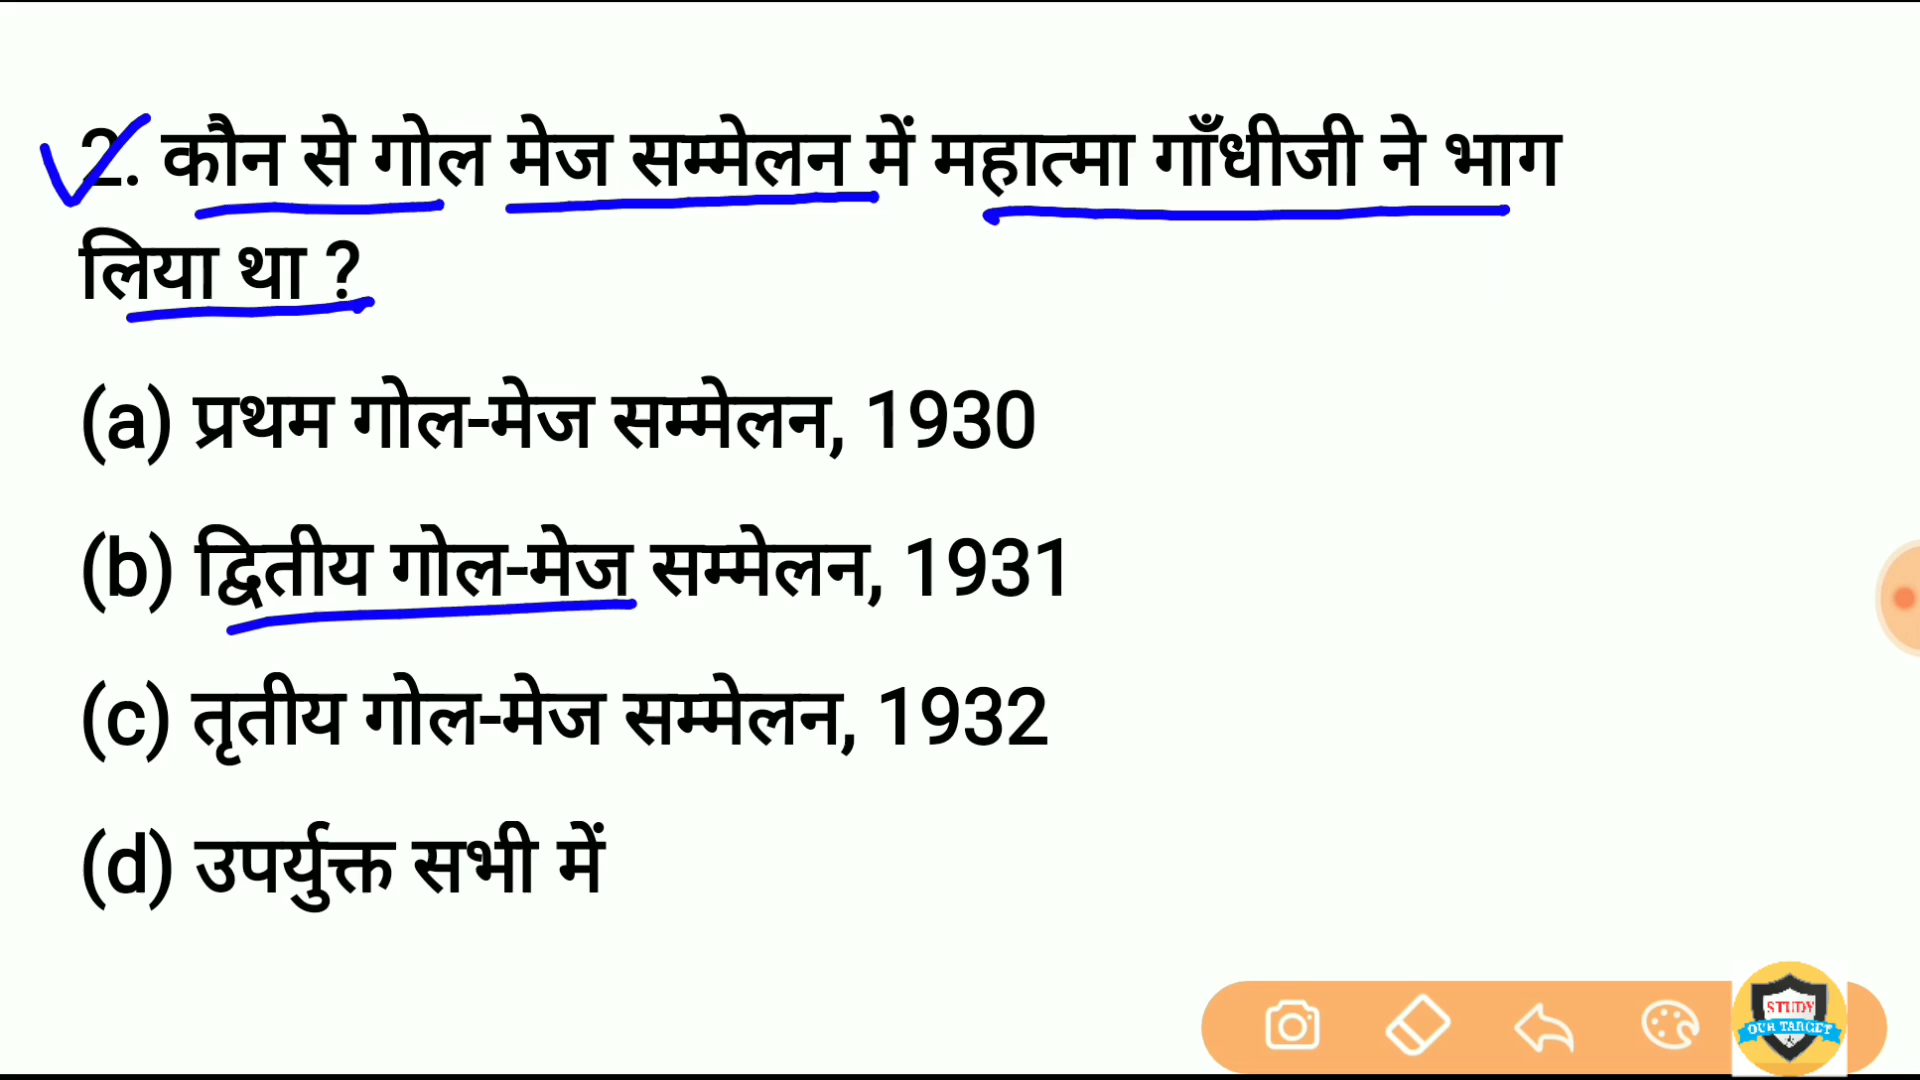 2. कौन से गोल मेज सम्मेलन में महात्मा गाँधीजी ने भाग
लिया था ?
(a) प्रथम गोल-मेज सम्मेलन, 1930
(b) द्वितीय गोल-मेज सम्मेलन, 1931
(c) तृतीय गोल-मेज सम्मेलन, 1932
(d) उपर्युक्त सभी में
STUDY
OUR TARGET